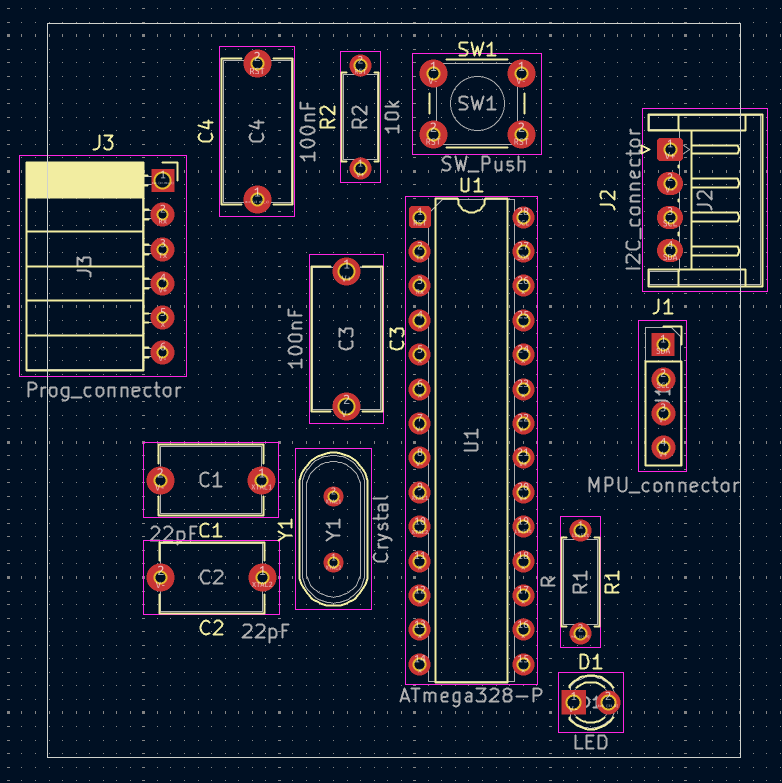 SW1
SW1
SW_Push
C4
C4
100nF
R2
R2
10k
J3
J3
Prog_connector
U1
U1
ATmega328-P
J2
J2
I2C_connector
J1
J1
MPU_connector
100nF
C3
C3
C1
22pF
C1
C2
C2
22pF
Y1
Y1
Crystal
R
R1
R1
D1
D1
LED